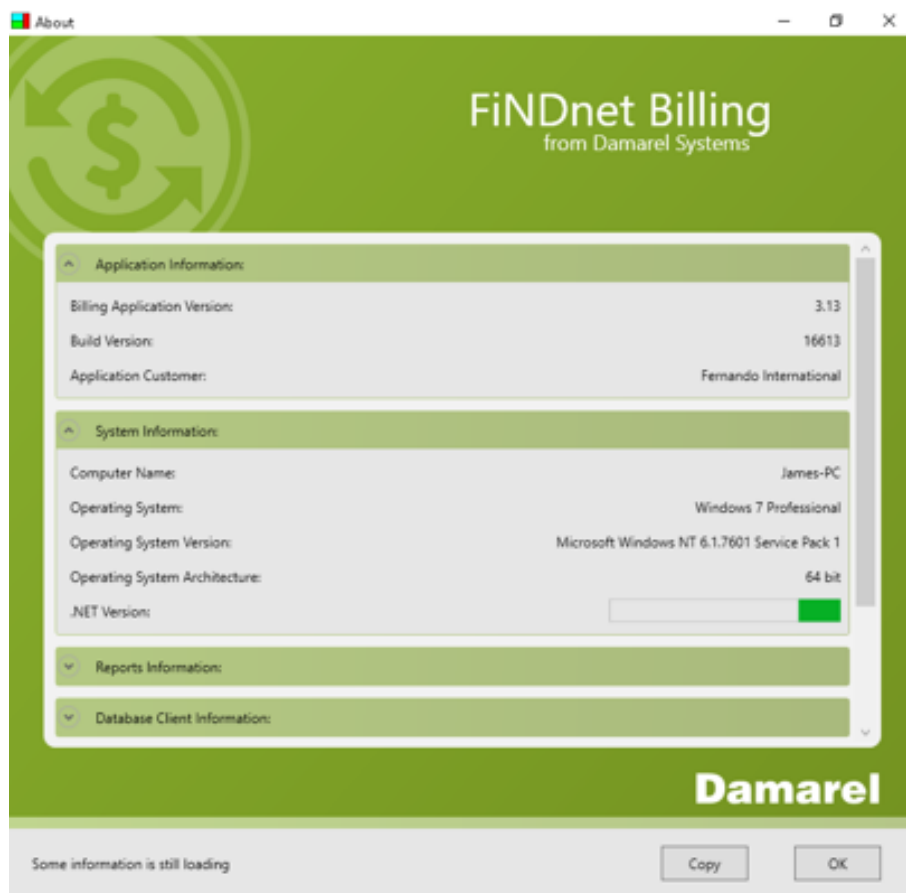 About
FiNDnet Billing
from Damarel Systems
Application Information:
Billing Application Version: 3.13
Build Version: 16613
Application Customer: Fernando International
System Information:
Computer Name: James-PC
Operating System: Windows 7 Professional
Operating System Version: Microsoft Windows NT 6.1.7601 Service Pack 1
Operating System Architecture: 64 bit
.NET Version:
Reports Information:
Database Client Information:
Damarel
Some information is still loading
Copy OK